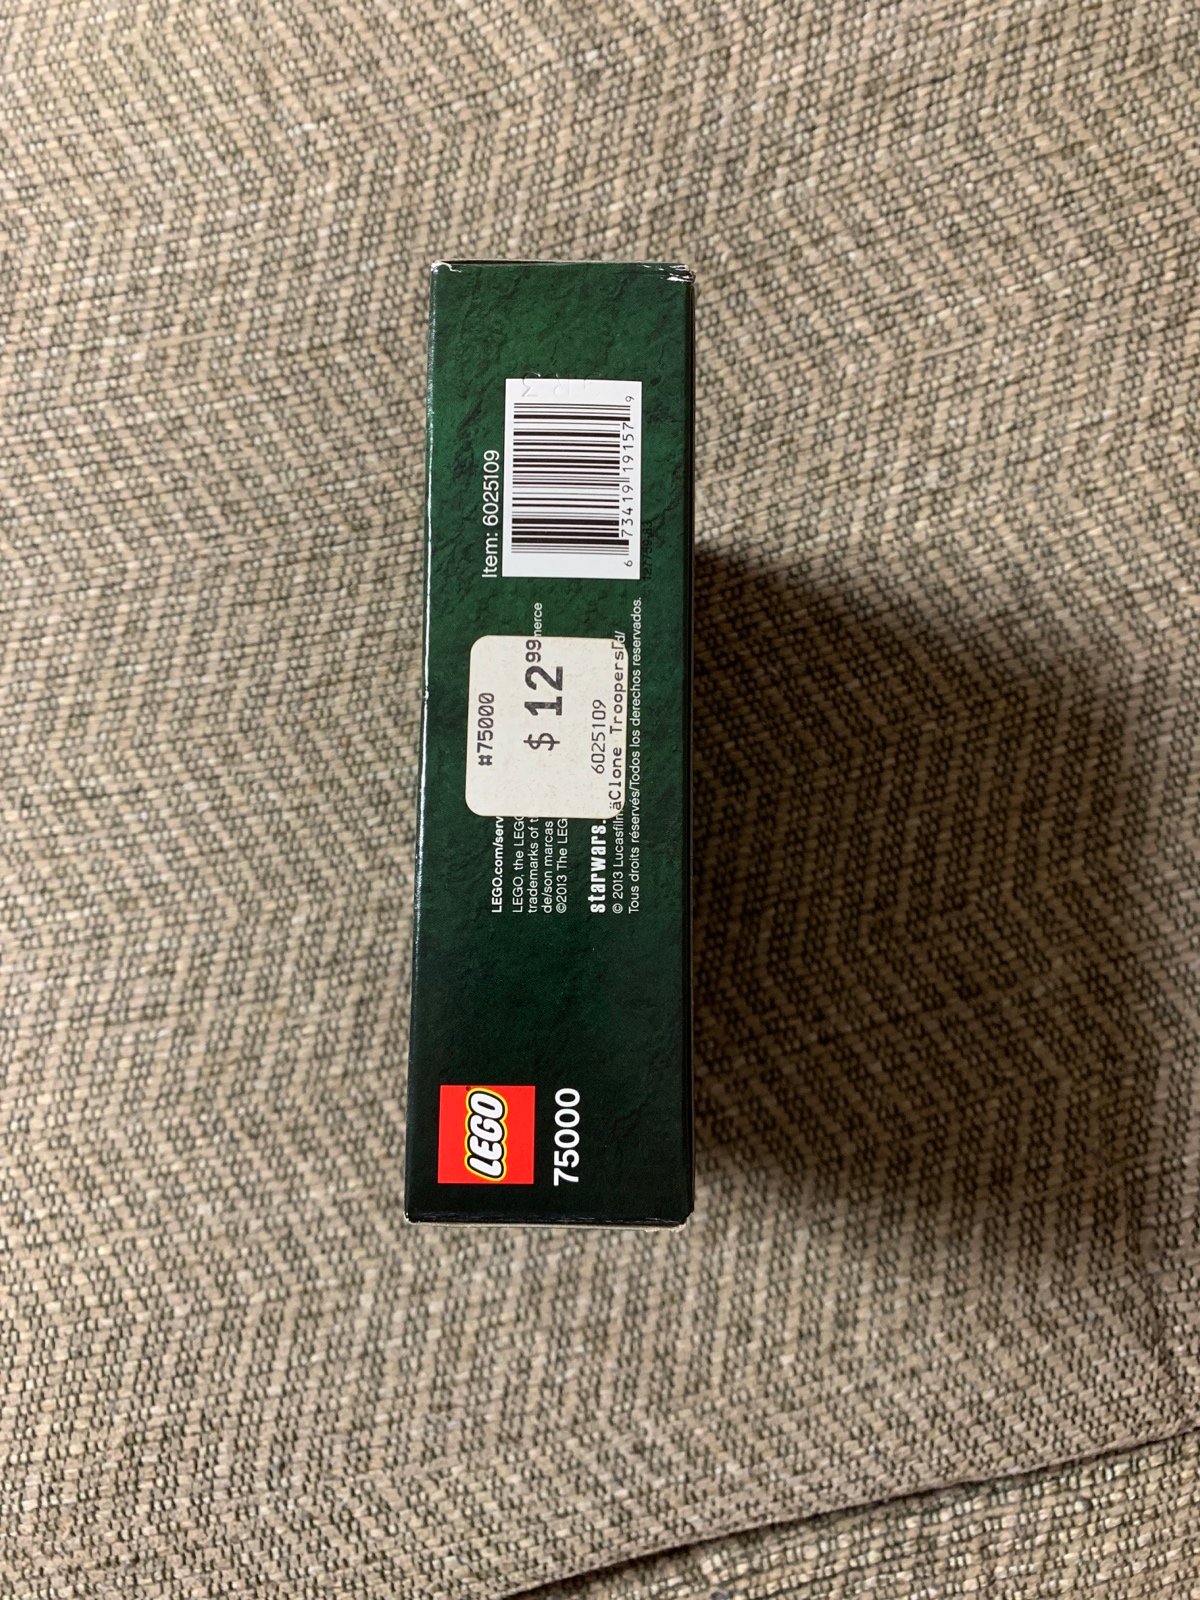 LEGO
75000
LEGO.com/serv
LEGO, the LEGO
trademarks of t
de/son marcas
©2013 The LEG
merce
starwars.
© 2013 Lucasfilm
Tous droits réservés/Todos los derechos reservados.
#75000
$ 12 99
6025109
äClone Troopers[d/
Item: 6025109
6 73419 19157 9